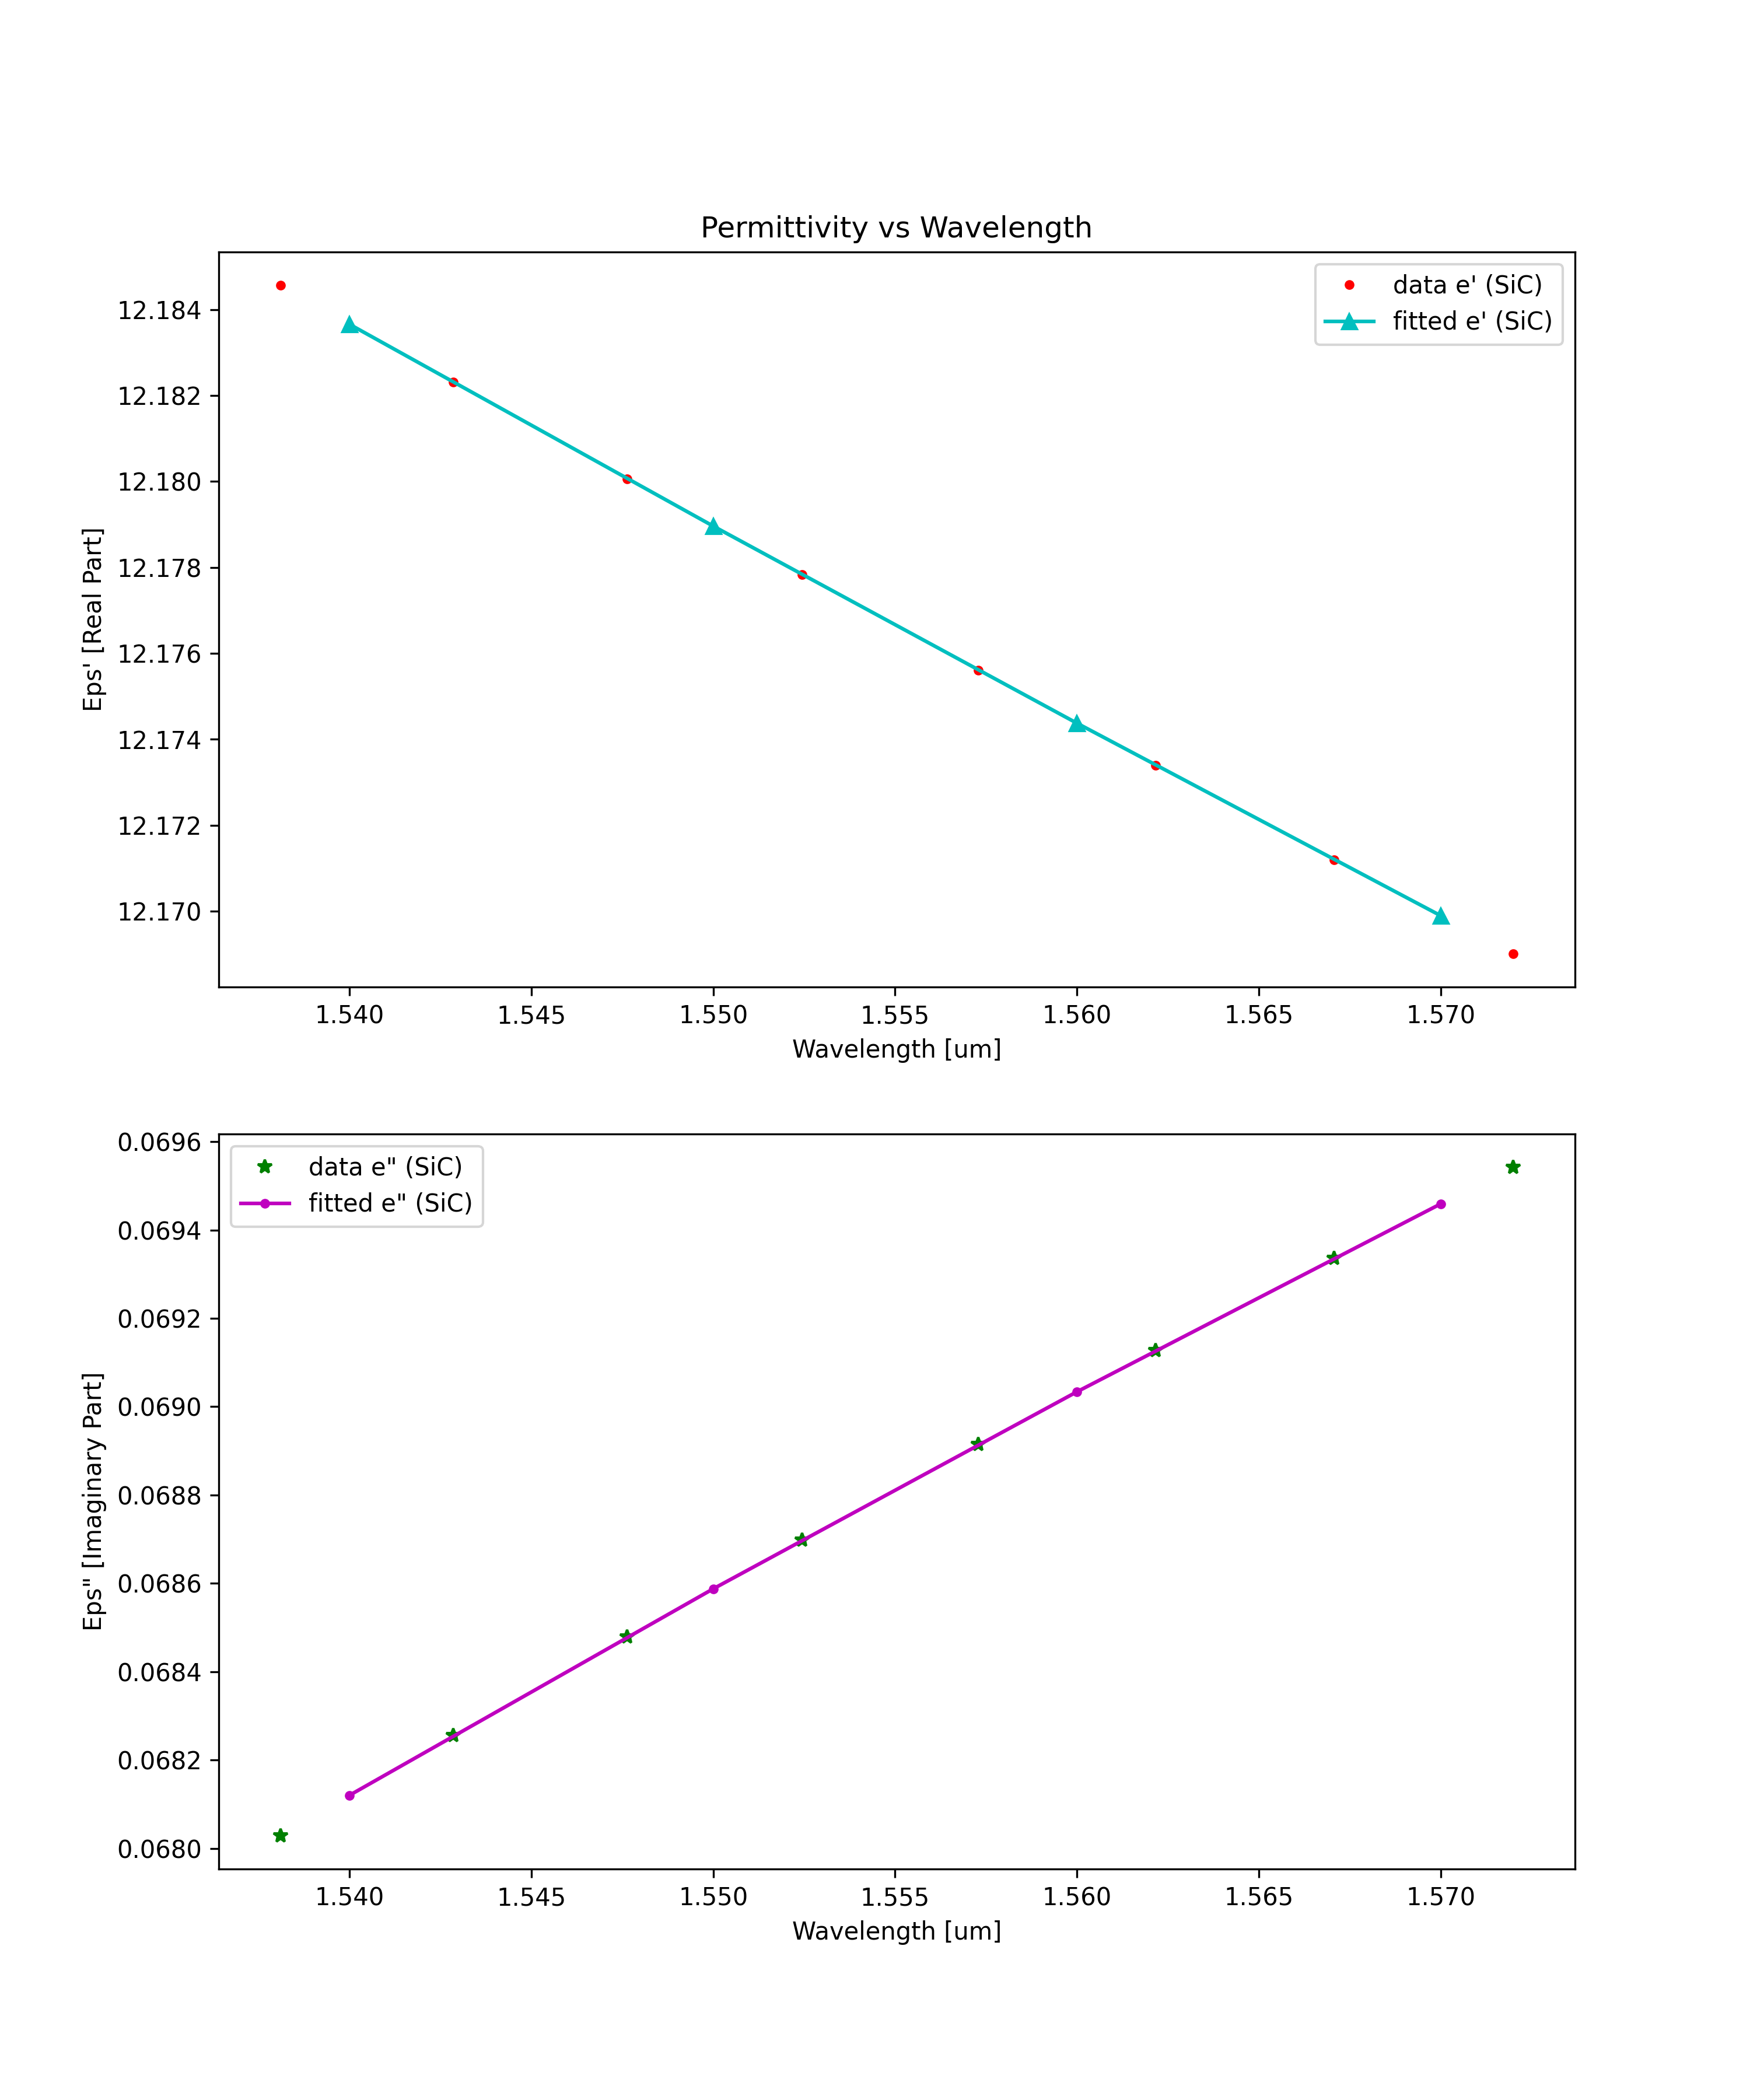 Permittivity vs Wavelength
data e' (SiC)
fitted e' (SiC)
12.184
12.182
12.180
12.178
12.176
12.174
12.172
12.170
Eps' [Real Part]
1.540 1.545 1.550 1.555 1.560 1.565 1.570
Wavelength [um]
data e" (SiC)
fitted e" (SiC)
0.0696
0.0694
0.0692
0.0690
0.0688
0.0686
0.0684
0.0682
0.0680
Eps" [Imaginary Part]
1.540 1.545 1.550 1.555 1.560 1.565 1.570
Wavelength [um]